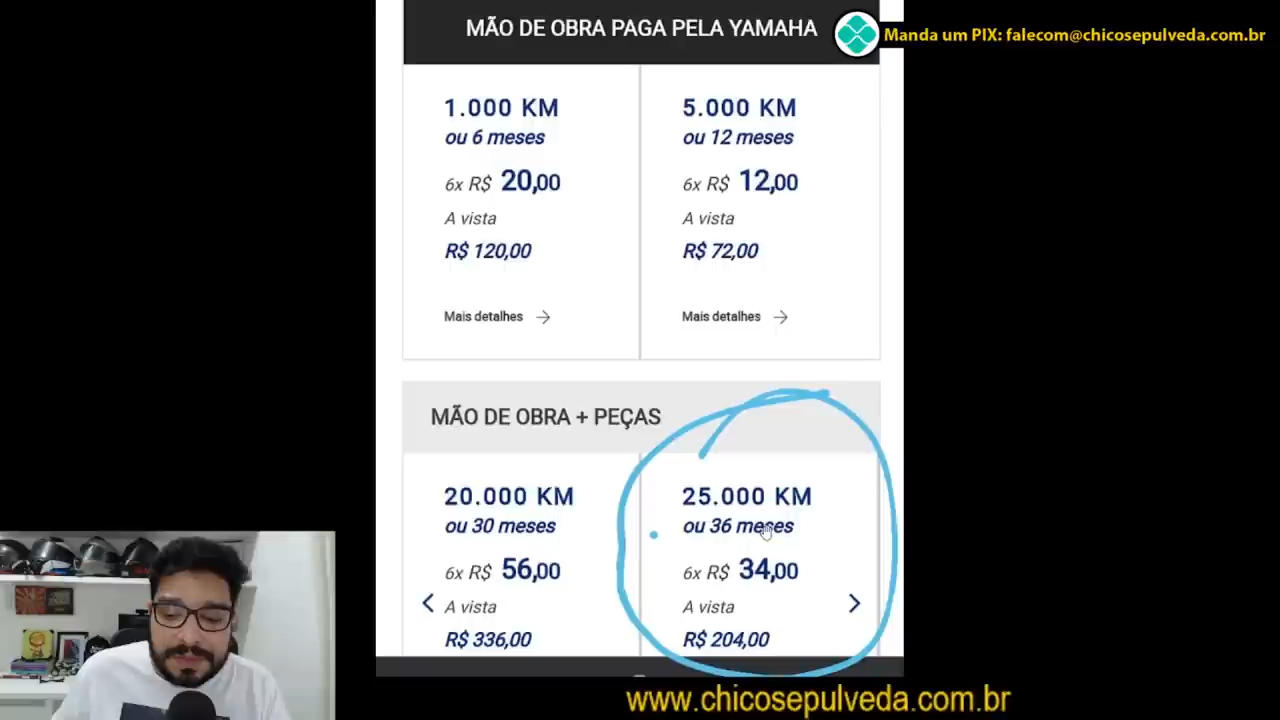 MÃO DE OBRA PAGA PELA YAMAHA
Manda um PIX: falecom@chicosepulveda.com.br
1.000 KM
ou 6 meses
6x R$ 20,00
A vista
R$ 120,00
Mais detalhes
5.000 KM
ou 12 meses
6x R$ 12,00
A vista
R$ 72,00
Mais detalhes
MÃO DE OBRA + PEÇAS
20.000 KM
ou 30 meses
6x R$ 56,00
A vista
R$ 336,00
25.000 KM
ou 36 meses
6x R$ 34,00
A vista
R$ 204,00
www.chicosepulveda.com.br